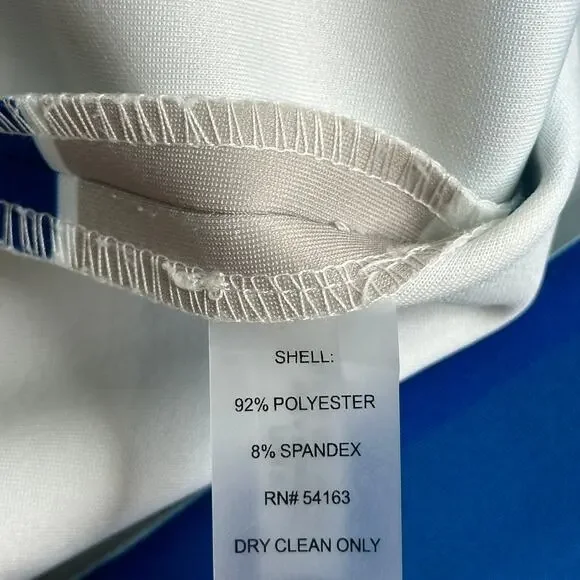 SHELL:
92% POLYESTER
8% SPANDEX
RN# 54163
DRY CLEAN ONLY